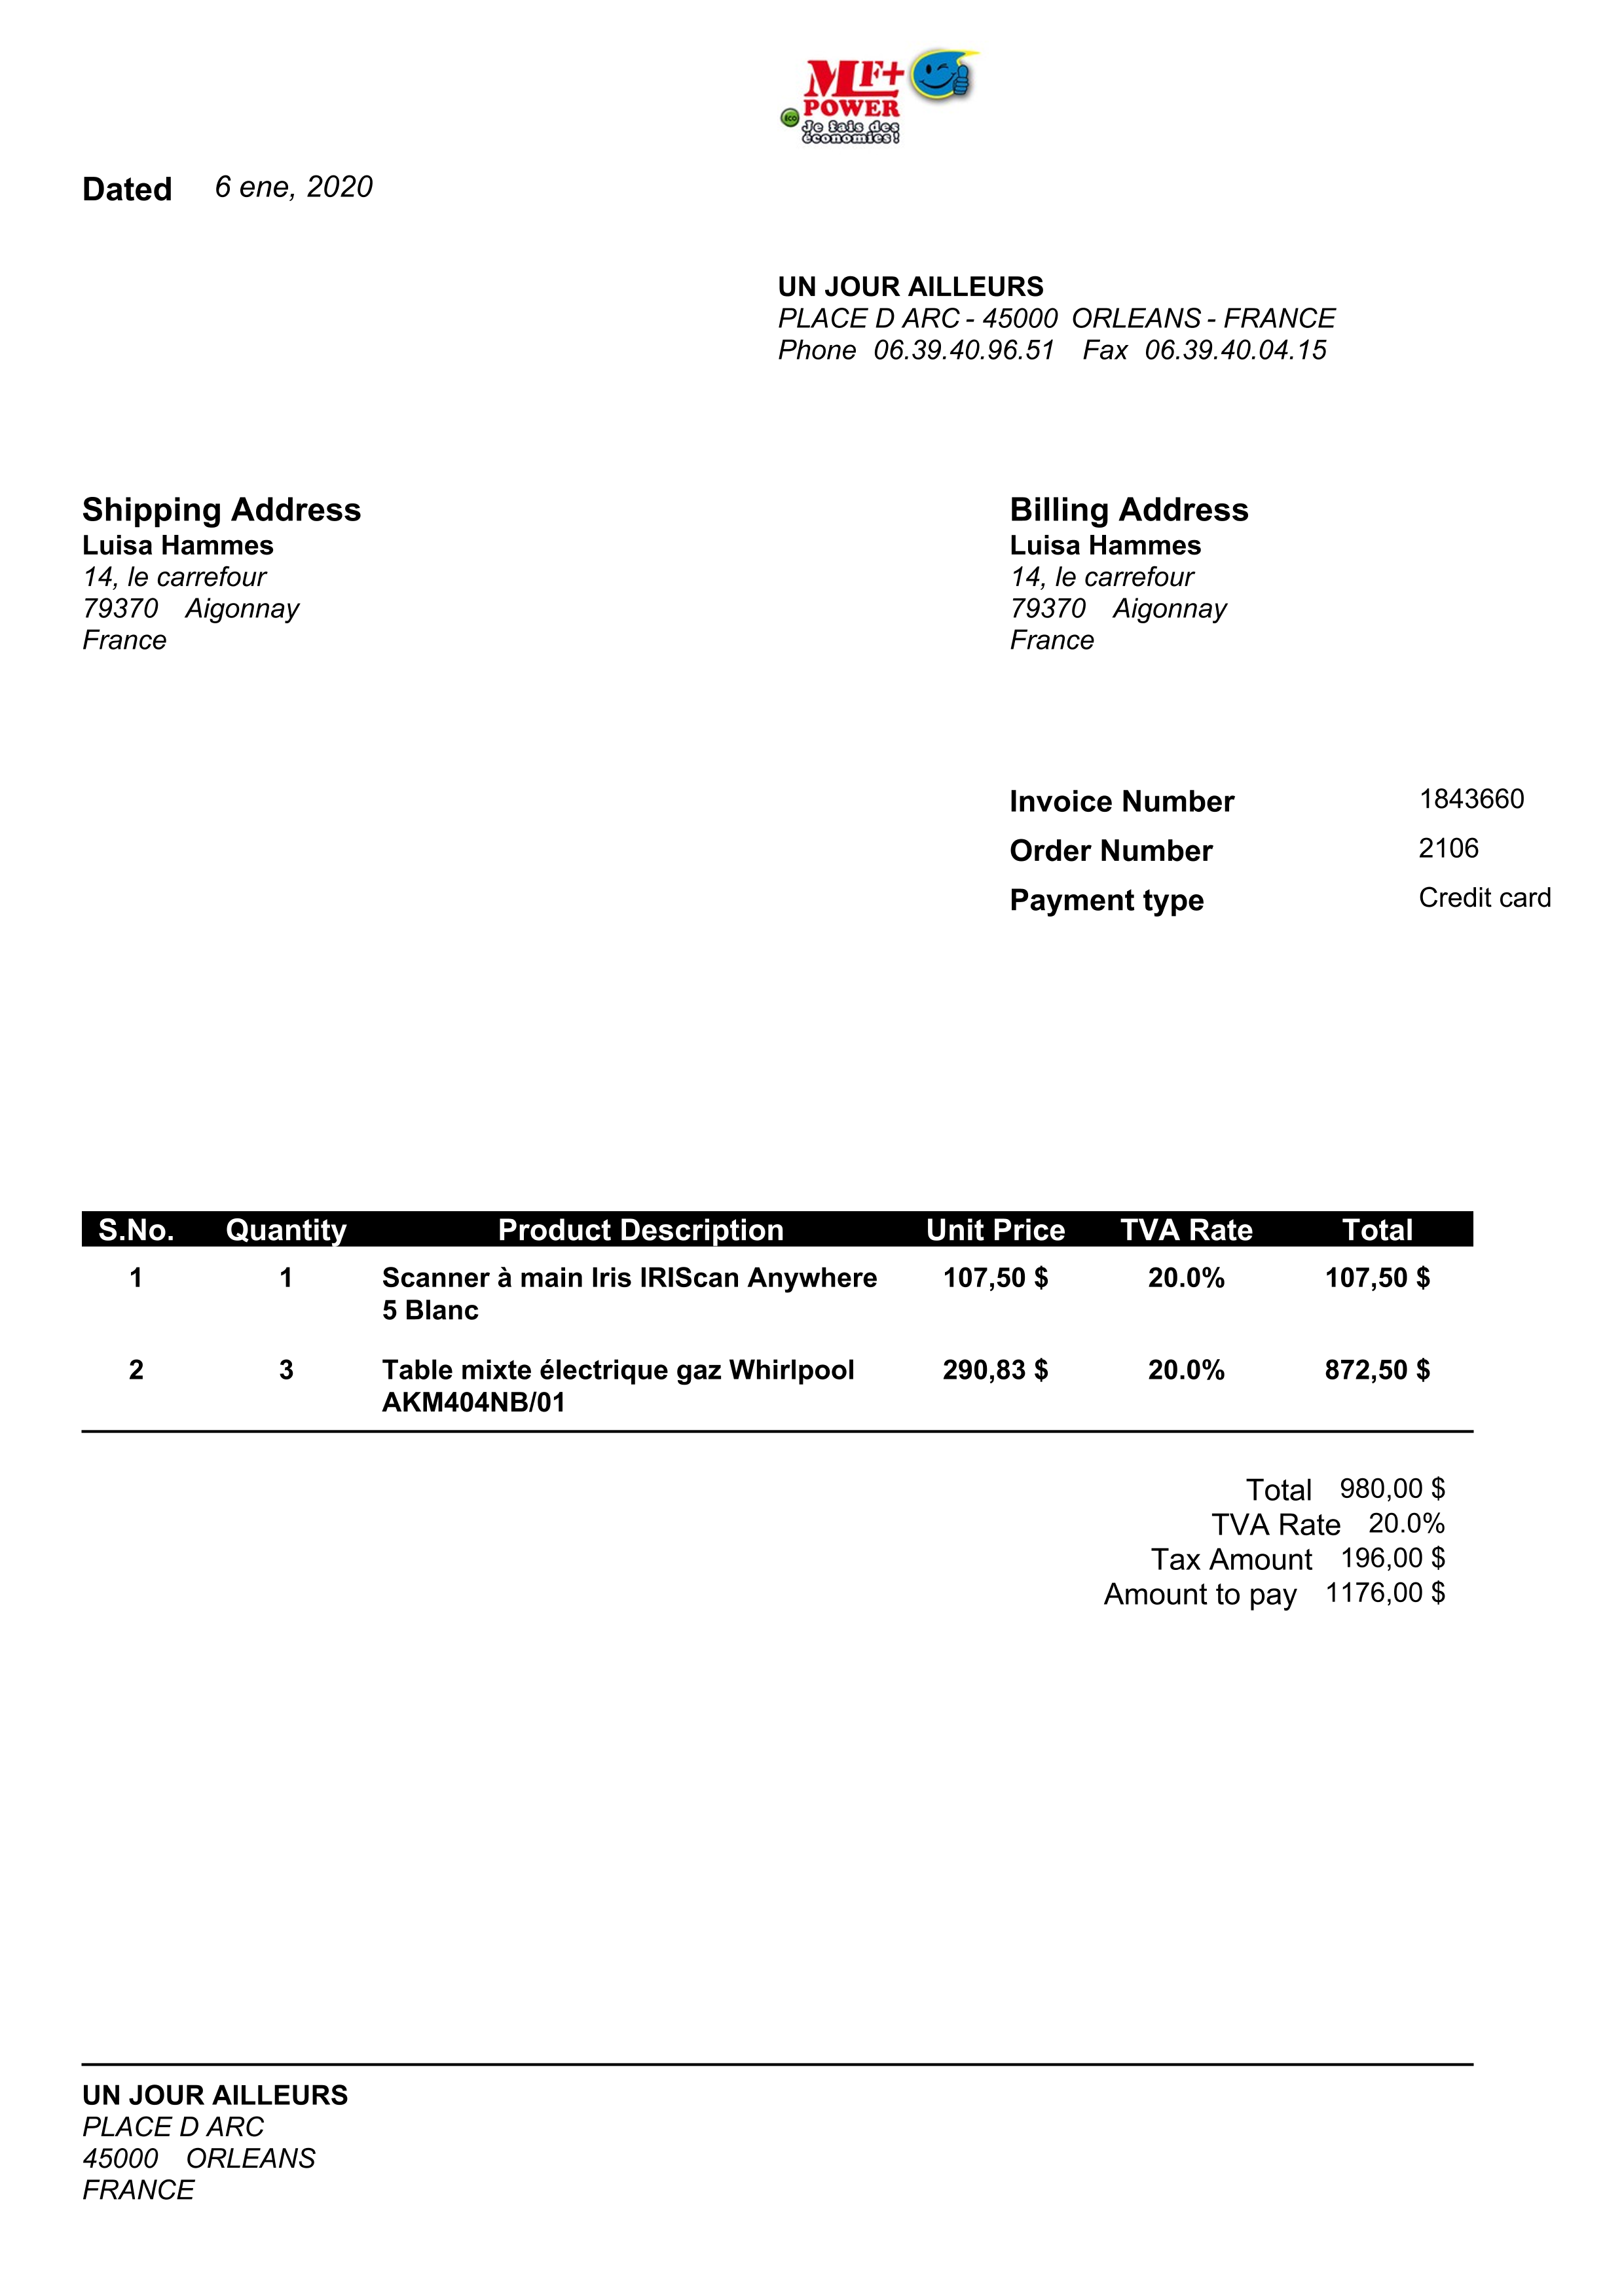 MLF+
POWER
éco Je fais des
économies!
Dated 6 ene, 2020
UN JOUR AILLEURS
PLACE D ARC - 45000 ORLEANS - FRANCE
Phone 06.39.40.96.51 Fax 06.39.40.04.15
Shipping Address
Luisa Hammes
14, le carrefour
79370 Aigonnay
France
Billing Address
Luisa Hammes
14, le carrefour
79370 Aigonnay
France
Invoice Number 1843660
Order Number 2106
Payment type Credit card
S.No. Quantity Product Description Unit Price TVA Rate Total
1 1 Scanner à main Iris IRIScan Anywhere 107,50 $ 20.0% 107,50 $
5 Blanc
2 3 Table mixte électrique gaz Whirlpool 290,83 $ 20.0% 872,50 $
AKM404NB/01
Total 980,00 $
TVA Rate 20.0%
Tax Amount 196,00 $
Amount to pay 1176,00 $
UN JOUR AILLEURS
PLACE D ARC
45000 ORLEANS
FRANCE